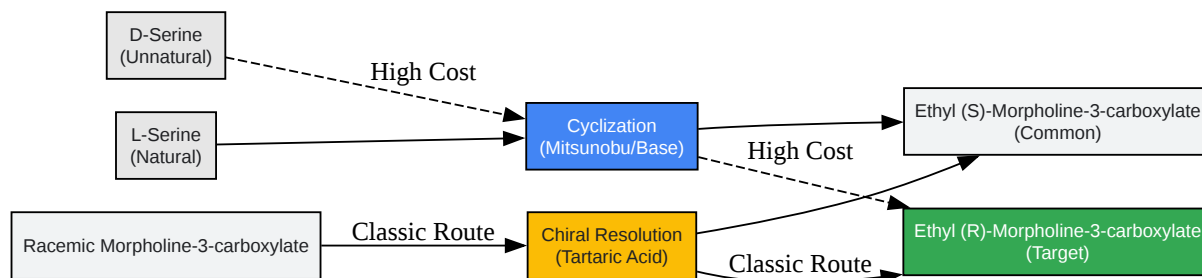 D-Serine
(Unnatural)
High Cost
L-Serine
(Natural)
Cyclization
(Mitsunobu/Base)
Ethyl (S)-Morpholine-3-carboxylate
(Common)
High Cost
Racemic Morpholine-3-carboxylate
Classic Route
Chiral Resolution
(Tartaric Acid)
Classic Route
Ethyl (R)-Morpholine-3-carboxylate
(Target)